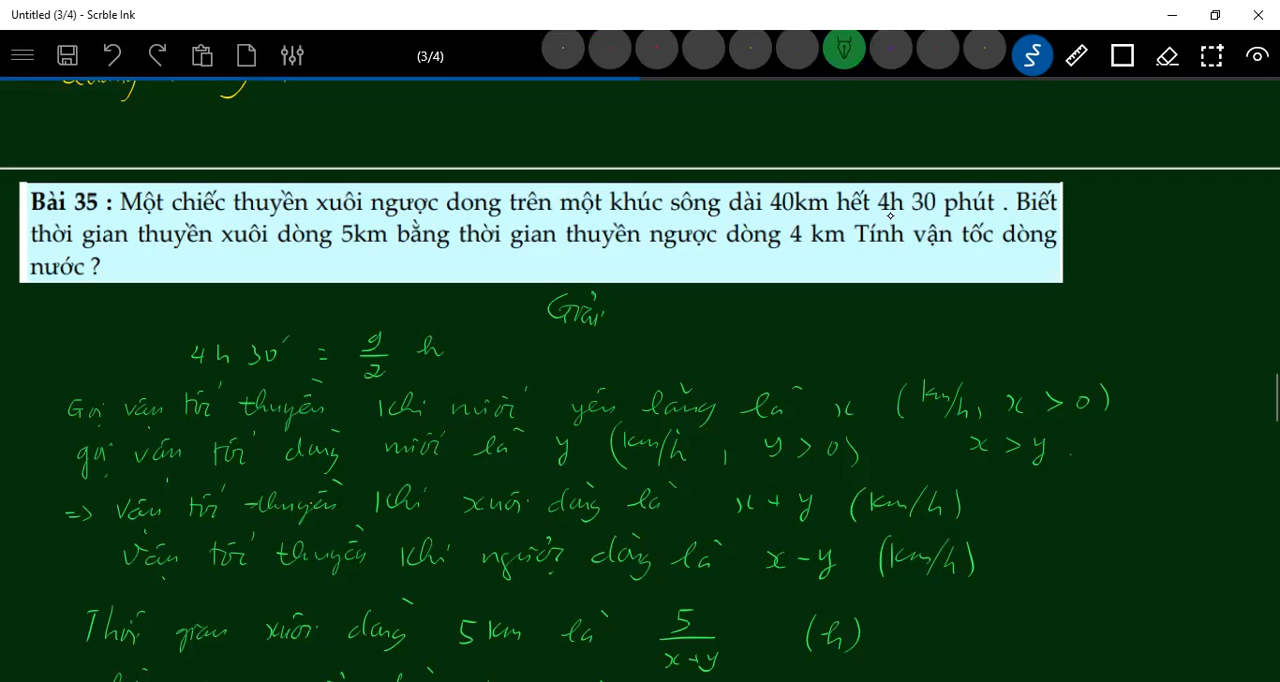 Untitled (3/4) - Scrble Ink
(3/4)
Bài 35 : Một chiếc thuyền xuôi ngược dong trên một khúc sông dài 40km hết 4h 30 phút . Biết
thời gian thuyền xuôi dòng 5km bằng thời gian thuyền ngược dòng 4 km Tính vận tốc dòng
nước ?
Giải
4h 30' = 9/2 h
Gọi vận tốc thuyền khi nước yên lặng là x (km/h, x > 0)
gọi vận tốc dòng nước là y (km/h , y > 0) x > y .
=> vận tốc thuyền khi xuôi dòng là x + y (km/h)
vận tốc thuyền khi ngược dòng là x - y (km/h)
Thời gian xuôi dòng 5 km là 5/(x+y) (h)